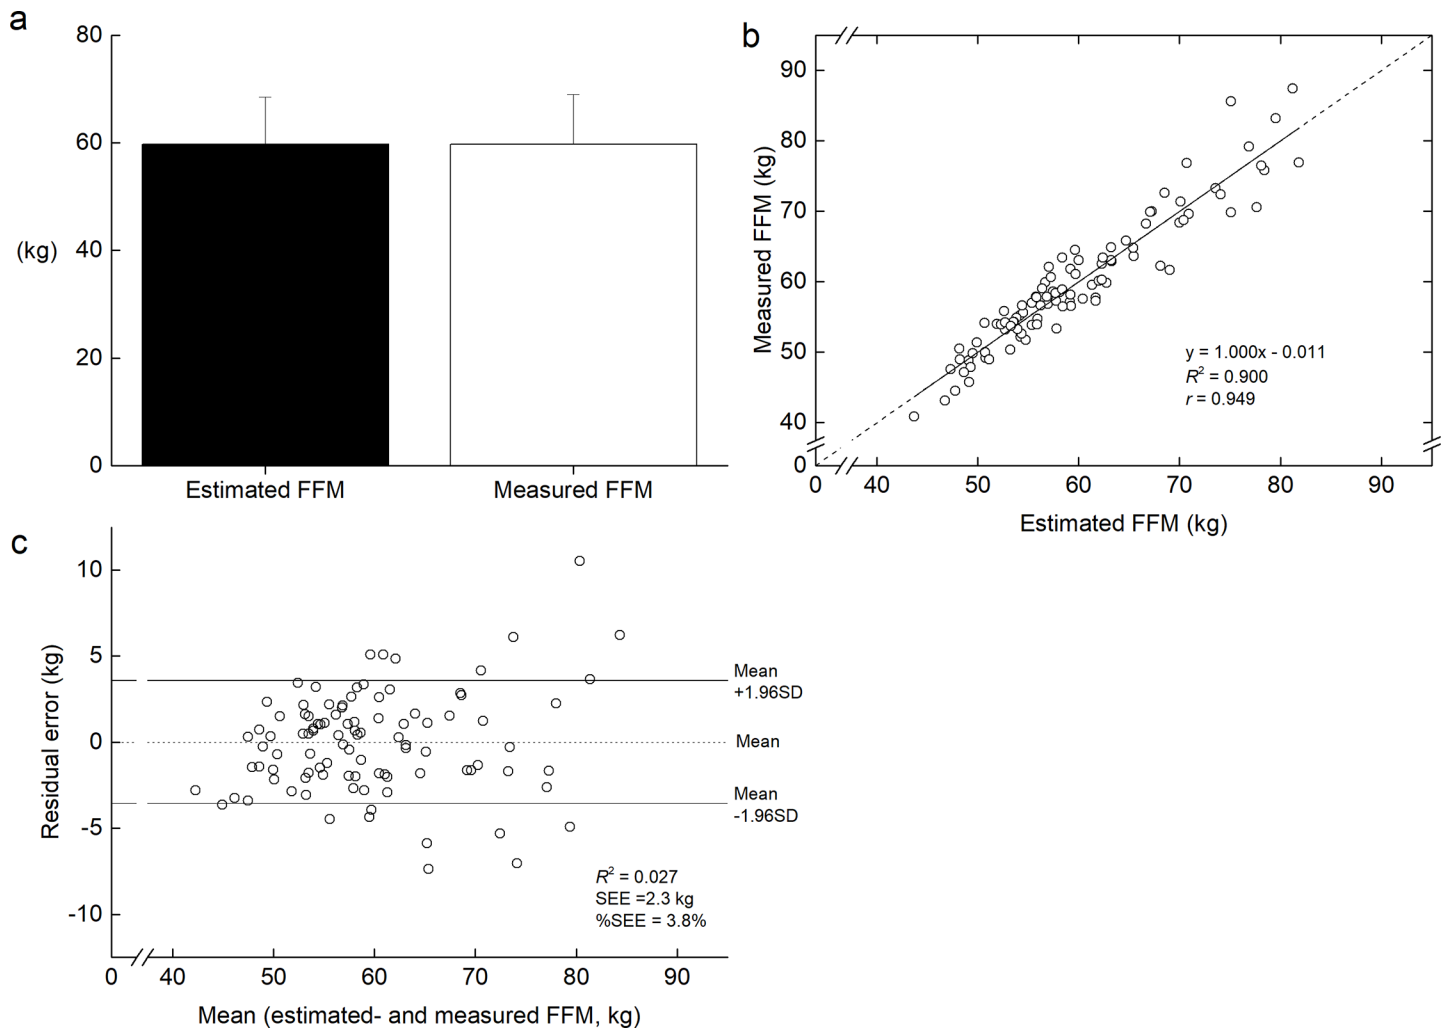 a
80
60
40
20
0
(kg)
Estimated FFM
Measured FFM
b
90
80
70
60
50
40
0
Measured FFM (kg)
y = 1.000x - 0.011
R² = 0.900
r = 0.949
0
40
50
60
70
80
90
Estimated FFM (kg)
c
10
5
0
-5
-10
Residual error (kg)
Mean
+1.96SD
Mean
Mean
-1.96SD
R² = 0.027
SEE =2.3 kg
%SEE = 3.8%
0
40
50
60
70
80
90
Mean (estimated- and measured FFM, kg)